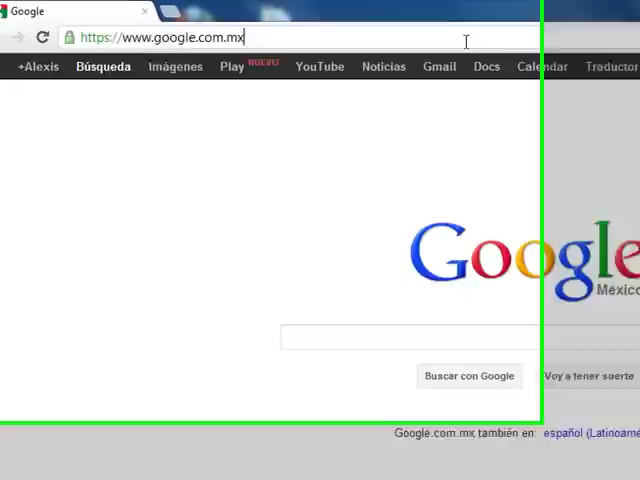 Google
https://www.google.com.mx
+Alexis Búsqueda Imágenes Play NUEVO YouTube Noticias Gmail Docs Calendar Traductor
Google
México
Buscar con Google Voy a tener suerte
Google.com.mx también en: español (Latinoamé